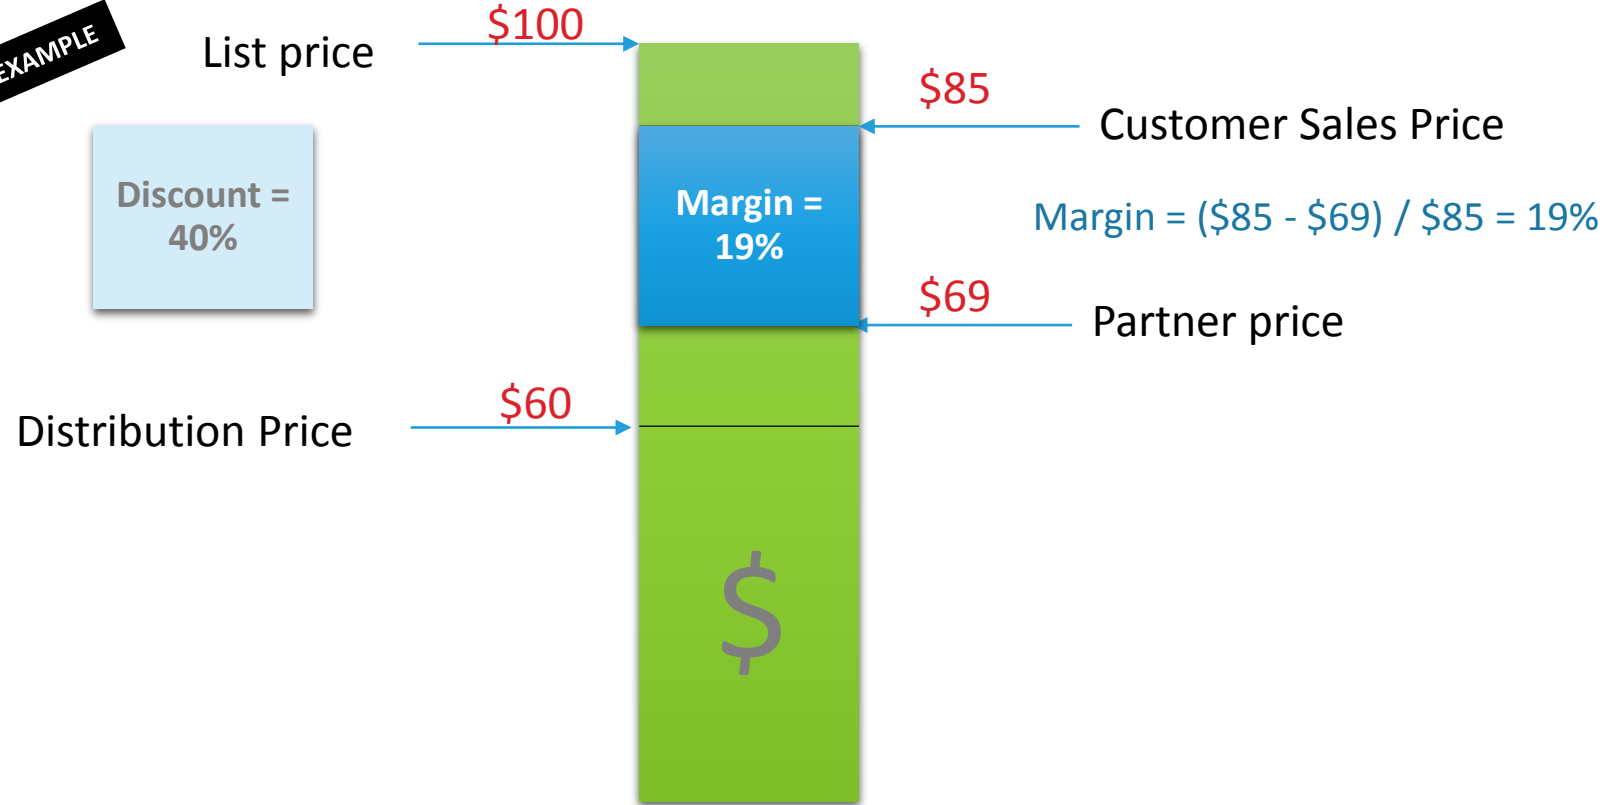 EXAMPLE
List price
$100
$85
Customer Sales Price
Discount =
40%
Margin =
19%
Margin = ($85 - $69) / $85 = 19%
$69
Partner price
$60
Distribution Price
$